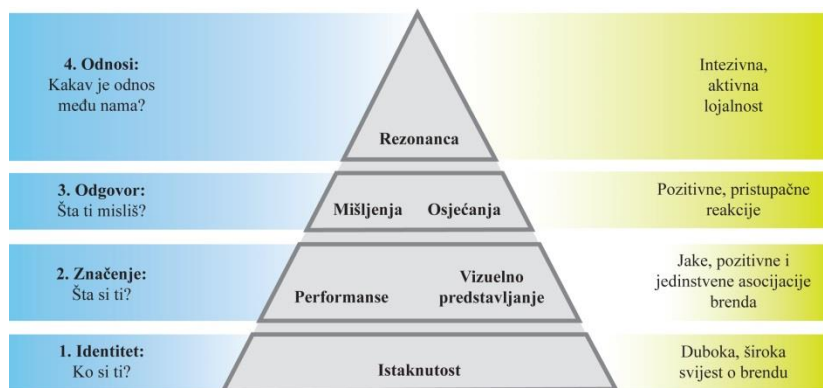 4. Odnosi:
Kakav je odnos
među nama?
Rezonanca
Intezivna,
aktivna
lojalnost
3. Odgovor:
Šta ti misliš?
Mišljenja Osjećanja
Pozitivne, pristupačne
reakcije
2. Značenje:
Šta si ti?
Performanse
Vizuelno
predstavljanje
Jake, pozitivne i
jedinstvene asocijacije
brenda
1. Identitet:
Ko si ti?
Istaknutost
Duboka, široka
svijest o brendu